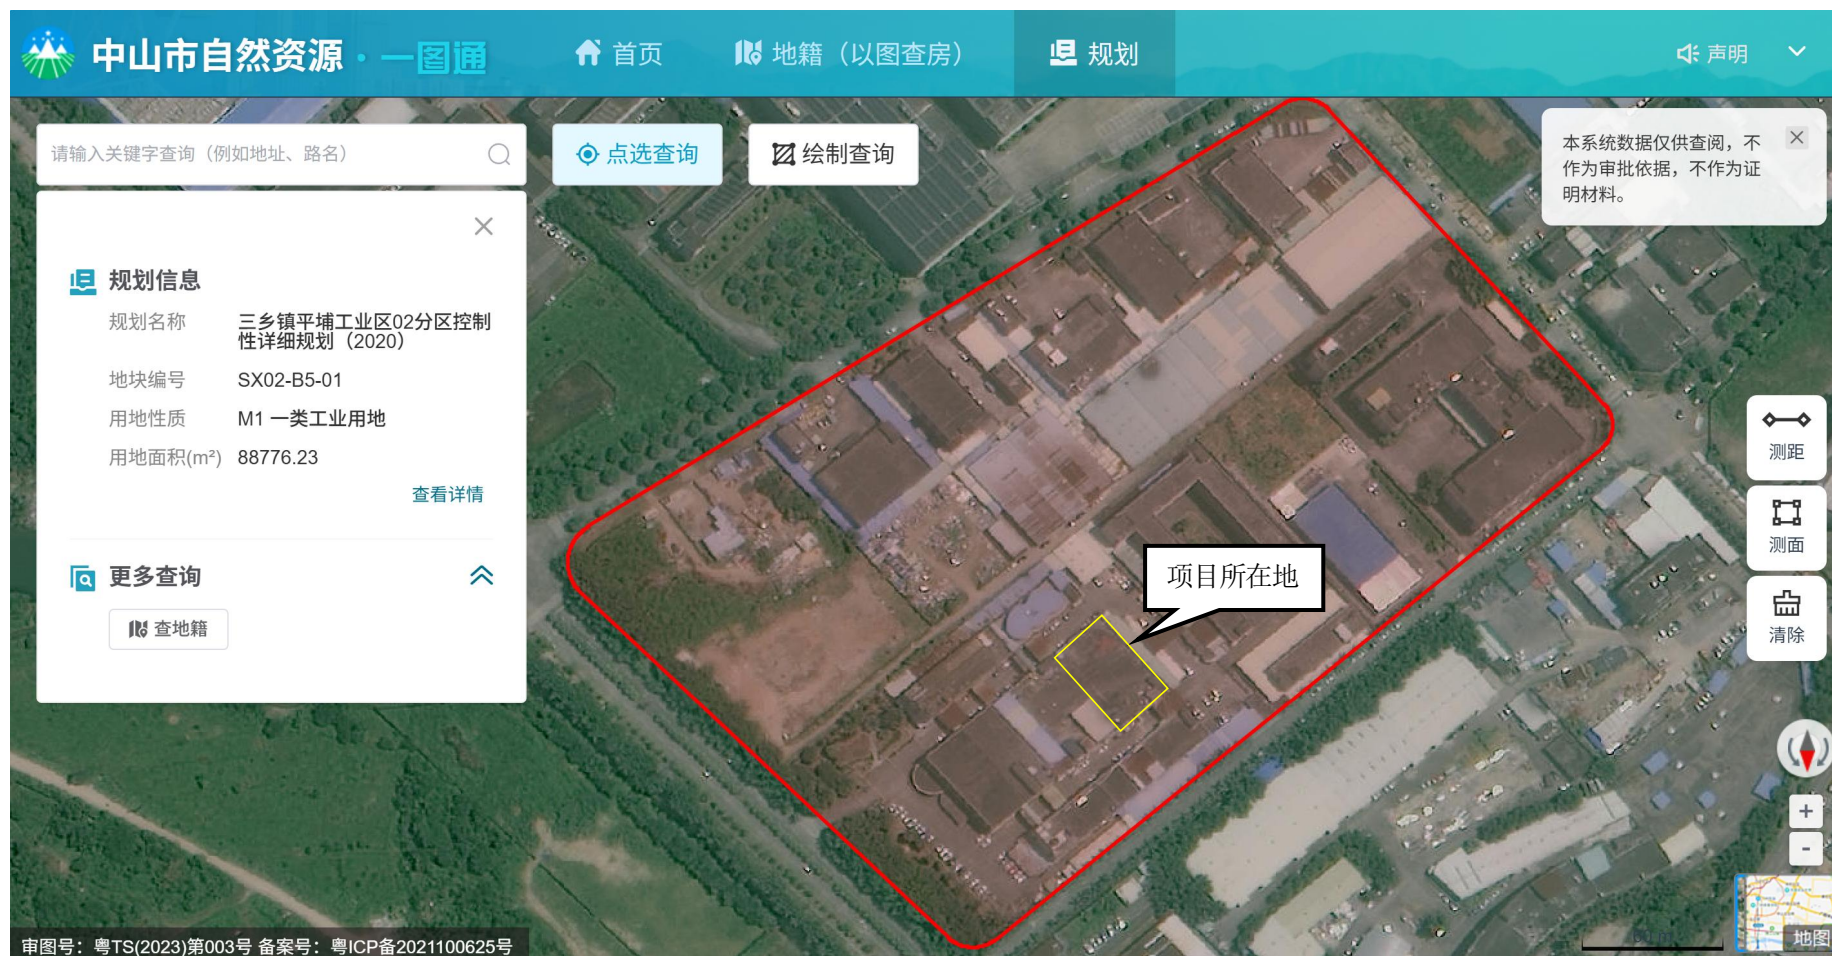 中山市自然资源·一图通
首页
地籍（以图查房）
规划
声明
请输入关键字查询（例如地址、路名）
点选查询
绘制查询
本系统数据仅供查阅，不
作为审批依据，不作为证
明材料。
规划信息
规划名称 三乡镇平埔工业区02分区控制
性详细规划（2020）
地块编号 SX02-B5-01
用地性质 M1 一类工业用地
用地面积(m²) 88776.23
查看详情
更多查询
查地籍
项目所在地
测距
测面
清除
+
-
地图
审图号：粤TS(2023)第003号 备案号：粤ICP备2021100625号